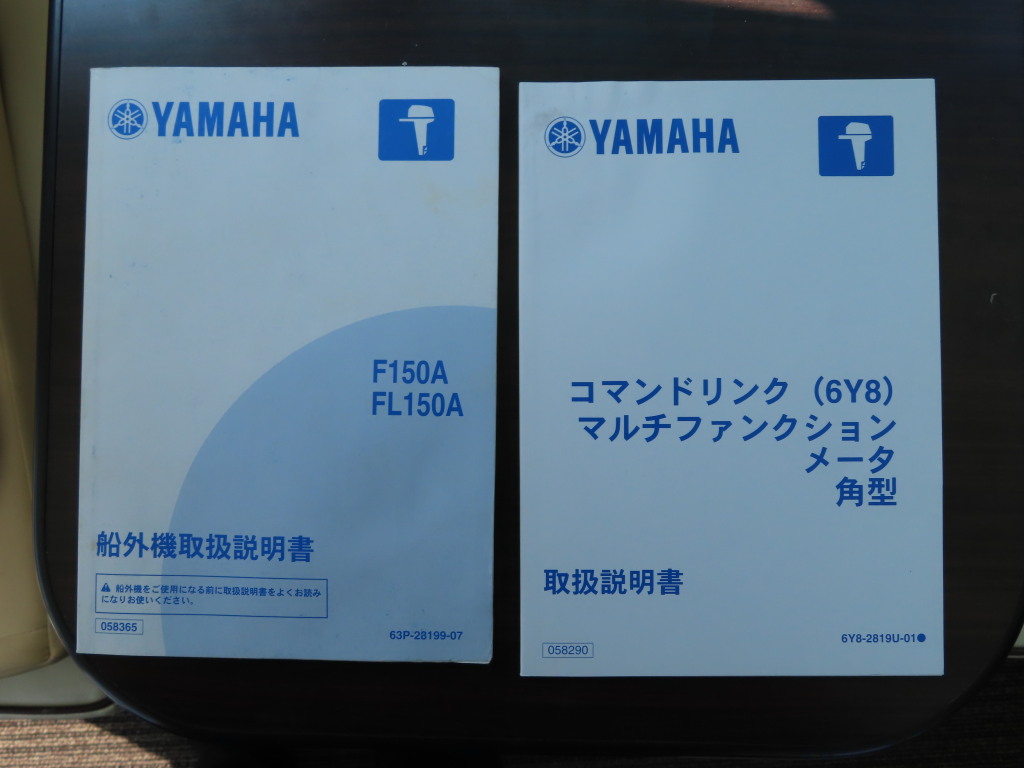 YAMAHA
F150A
FL150A
船外機取扱説明書
船外機をご使用になる前に取扱説明書をよくお読み
になりお使いください。
058365
63P-28199-07
YAMAHA
コマンドリンク（6Y8）
マルチファンクション
メータ
角型
取扱説明書
6Y8-2819U-01●
058290